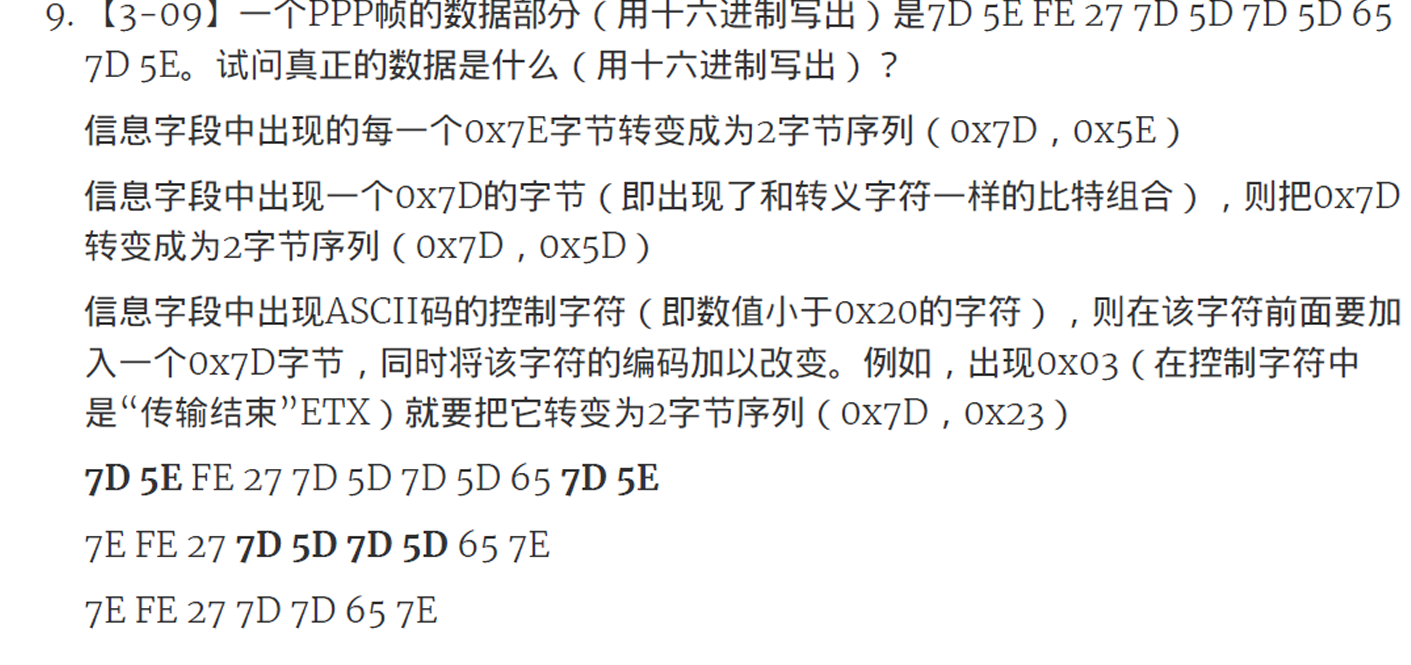 9. 【3-09】一个PPP帧的数据部分（用十六进制写出）是7D 5E FE 27 7D 5D 7D 5D 65
7D 5E。试问真正的数据是什么（用十六进制写出）？
信息字段中出现的每一个0x7E字节转变成为2字节序列（0x7D，0x5E）
信息字段中出现一个0x7D的字节（即出现了和转义字符一样的比特组合），则把0x7D
转变成为2字节序列（0x7D，0x5D）
信息字段中出现ASCII码的控制字符（即数值小于0x20的字符），则在该字符前面要加
入一个0x7D字节，同时将该字符的编码加以改变。例如，出现0x03（在控制字符中
是“传输结束”ETX）就要把它转变为2字节序列（0x7D，0x23）
7D 5E FE 27 7D 5D 7D 5D 65 7D 5E
7E FE 27 7D 5D 7D 5D 65 7E
7E FE 27 7D 7D 65 7E